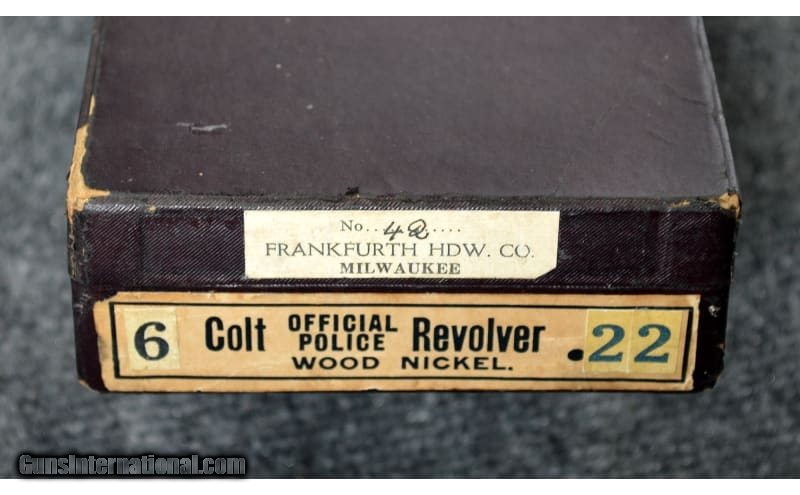 No...42.....
FRANKFURTH HDW. CO.
MILWAUKEE
6 Colt OFFICIAL POLICE Revolver .22
WOOD NICKEL.
GunsInternational.com